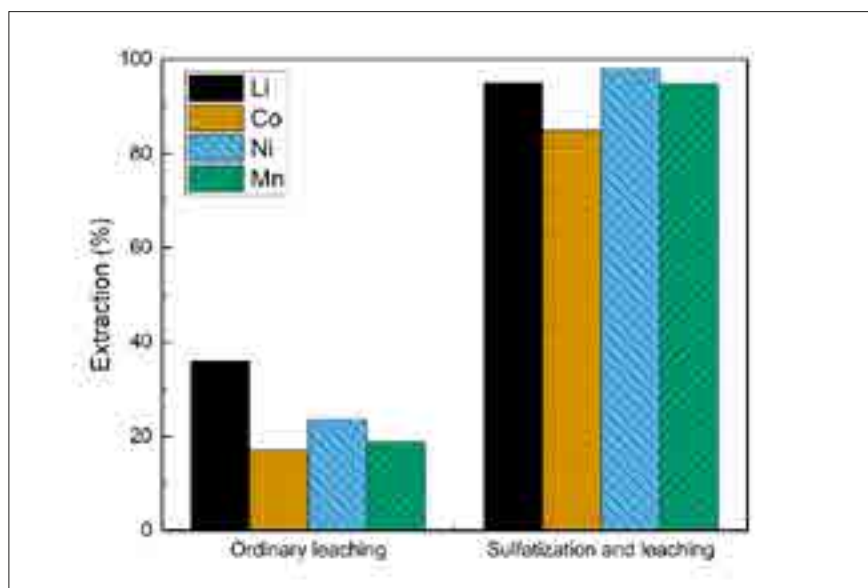 100
80
60
40
20
0
Extraction (%)
Li
Co
Ni
Mn
Ordinary leaching
Sulfatization and leaching